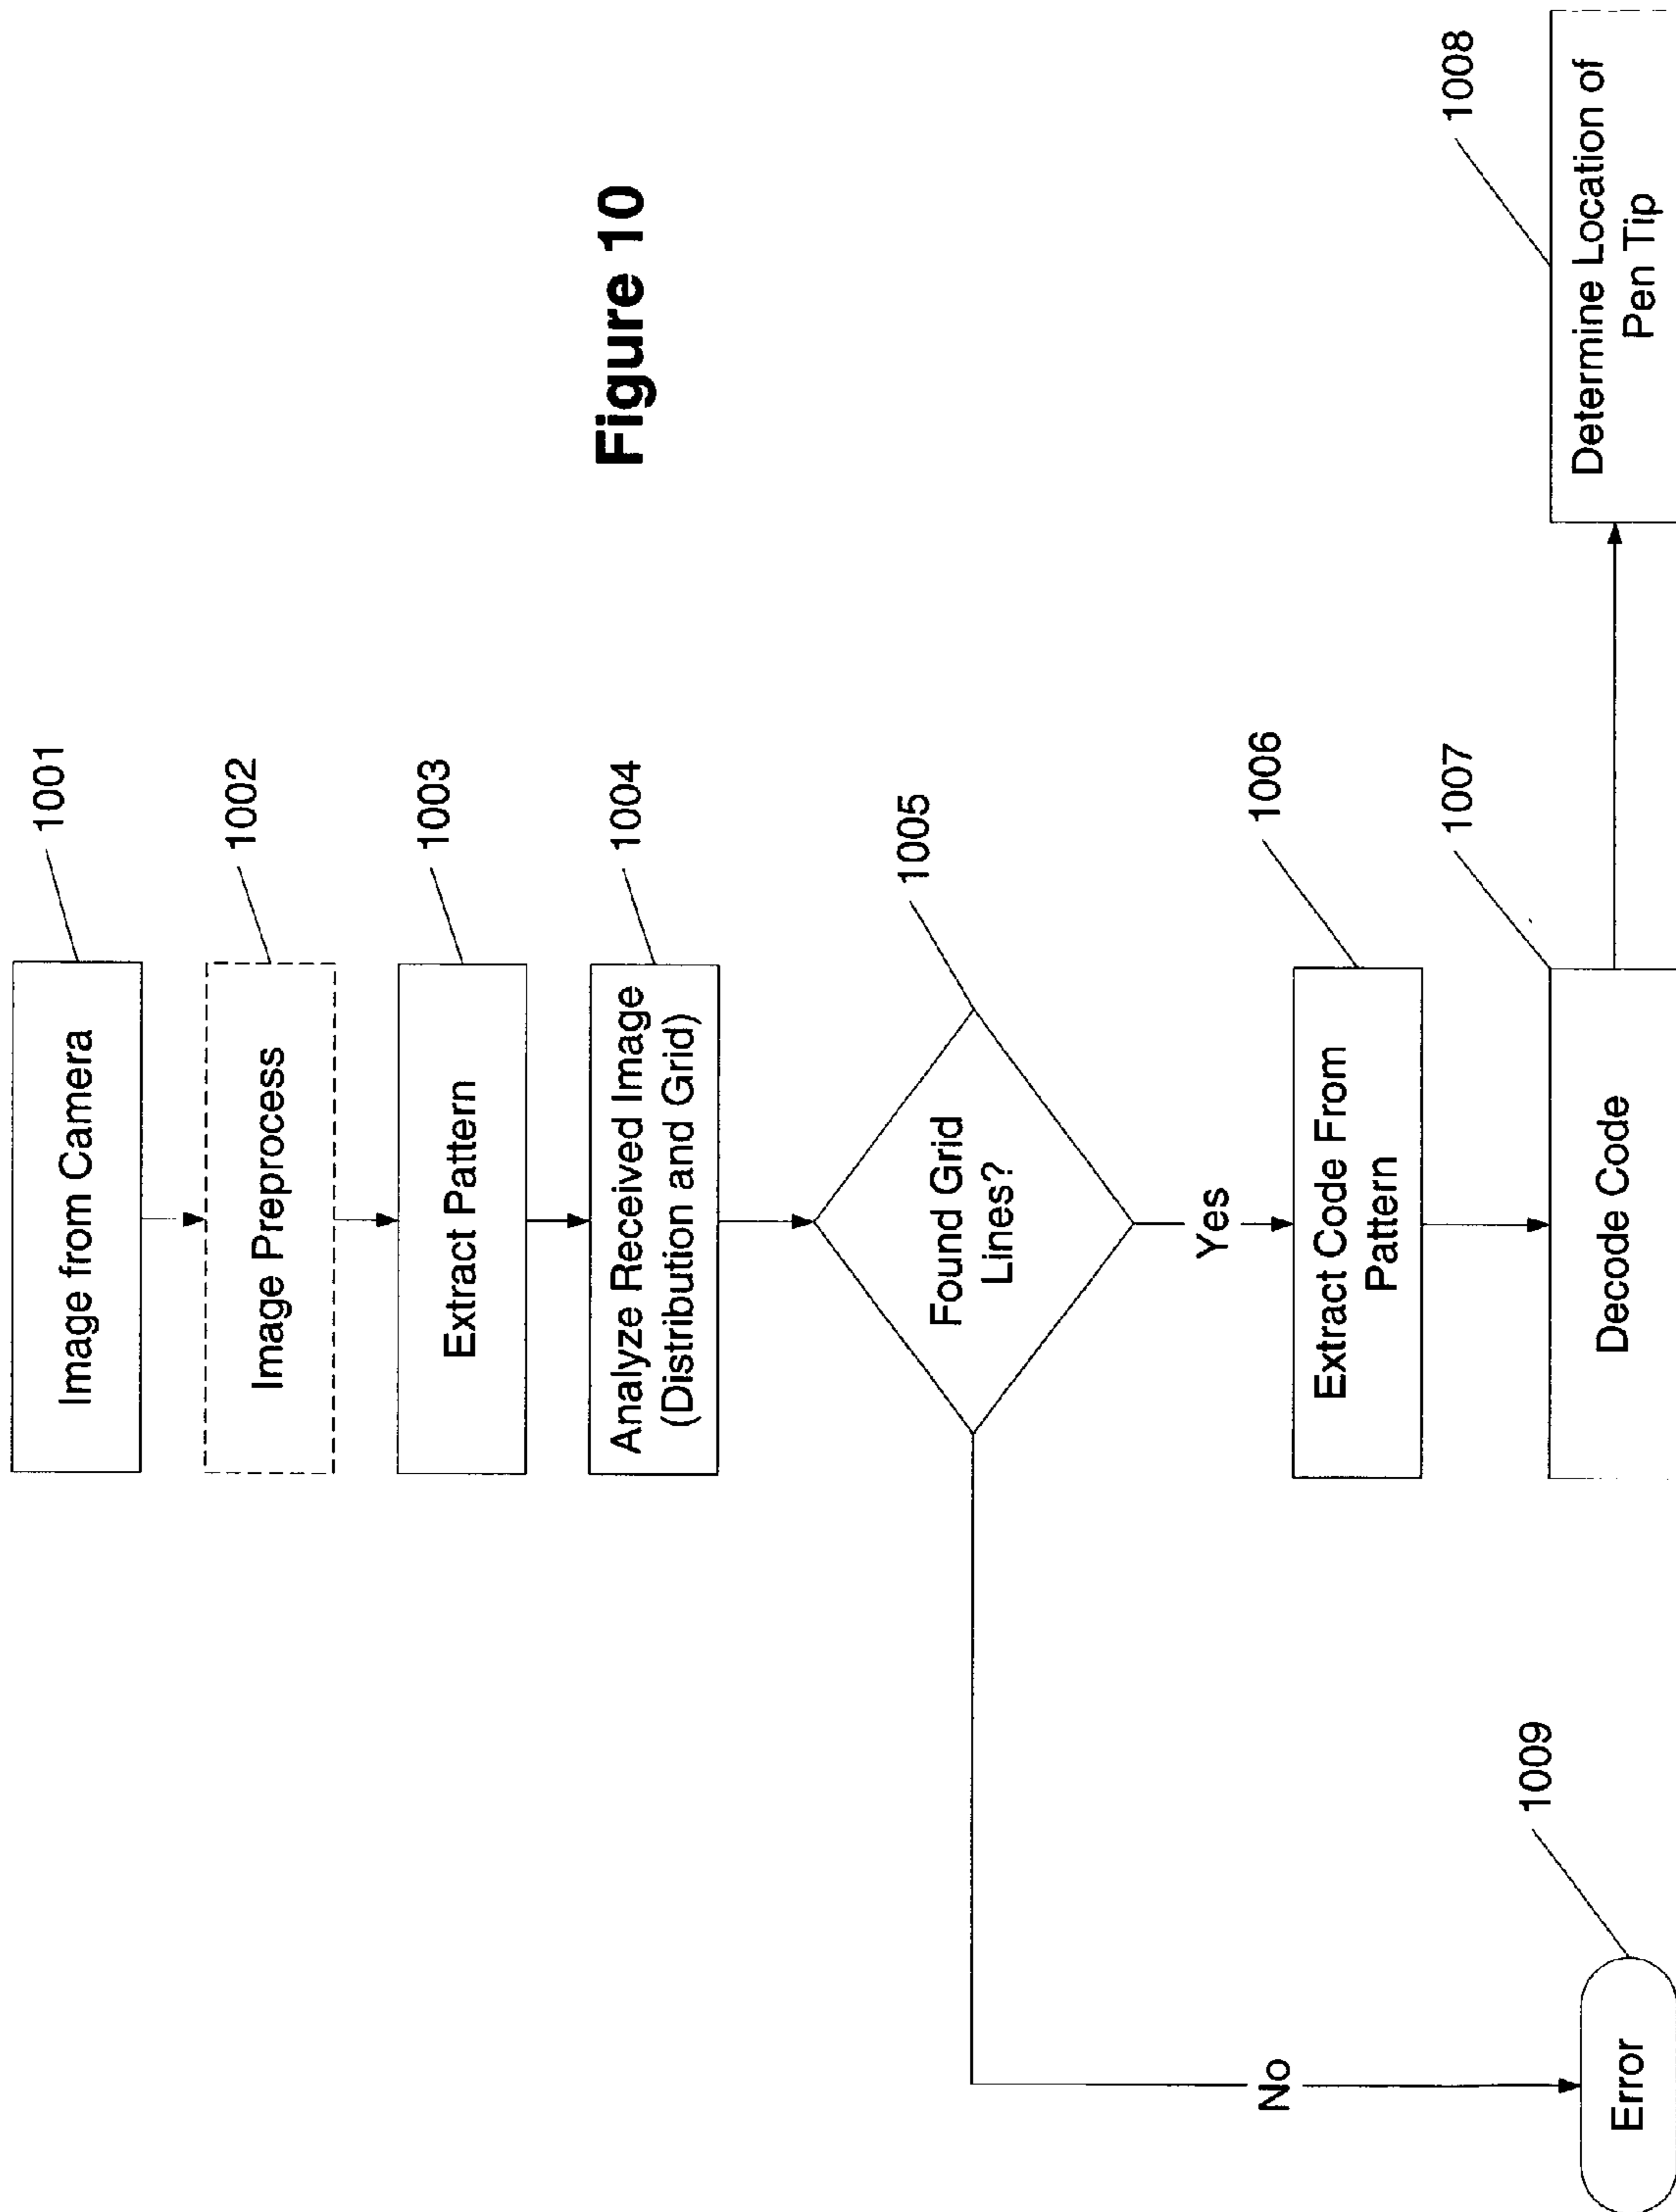 Image from Camera
1001
Image Preprocess
1002
Extract Pattern
1003
Analyze Received Image
(Distribution and Grid)
1004
Found Grid
Lines?
1005
No
Yes
Extract Code From
Pattern
1006
Error
1009
Decode Code
1007
Determine Location of
Pen Tip
1008
Figure 10